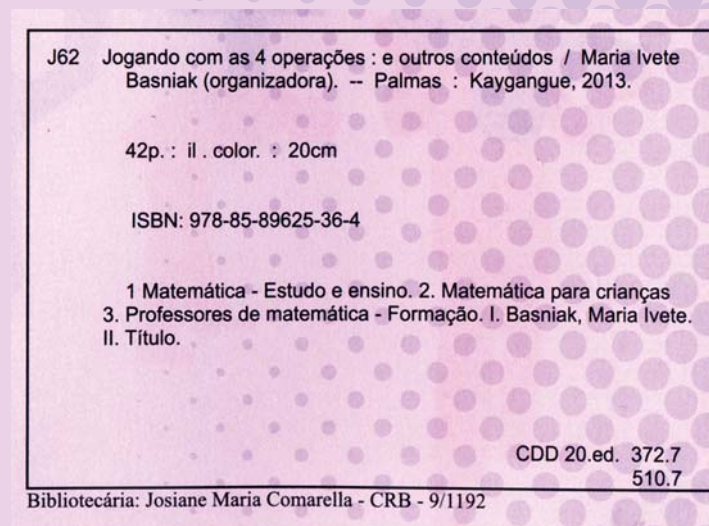 J62 Jogando com as 4 operações : e outros conteúdos / Maria Ivete
Basniak (organizadora). -- Palmas : Kaygangue, 2013.
42p. : il . color. : 20cm
ISBN: 978-85-89625-36-4
1 Matemática - Estudo e ensino. 2. Matemática para crianças
3. Professores de matemática - Formação. I. Basniak, Maria Ivete.
II. Título.
CDD 20.ed. 372.7
510.7
Bibliotecária: Josiane Maria Comarella - CRB - 9/1192